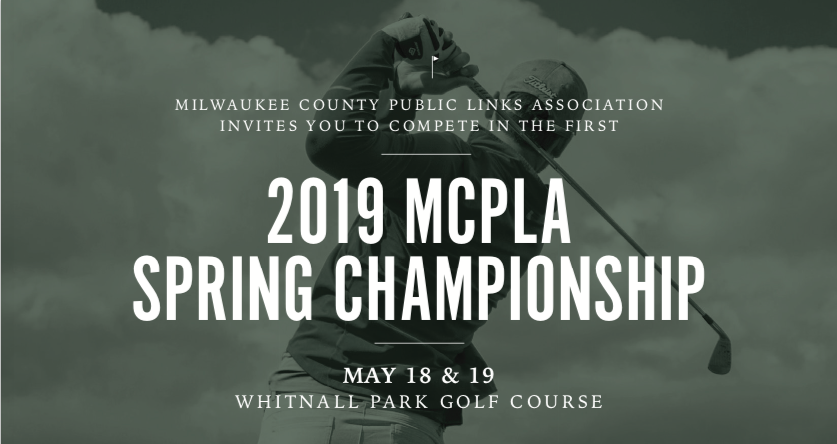 MILWAUKEE COUNTY PUBLIC LINKS ASSOCIATION
INVITES YOU TO COMPETE IN THE FIRST
2019 MCPLA
SPRING CHAMPIONSHIP
MAY 18 & 19
WHITNALL PARK GOLF COURSE